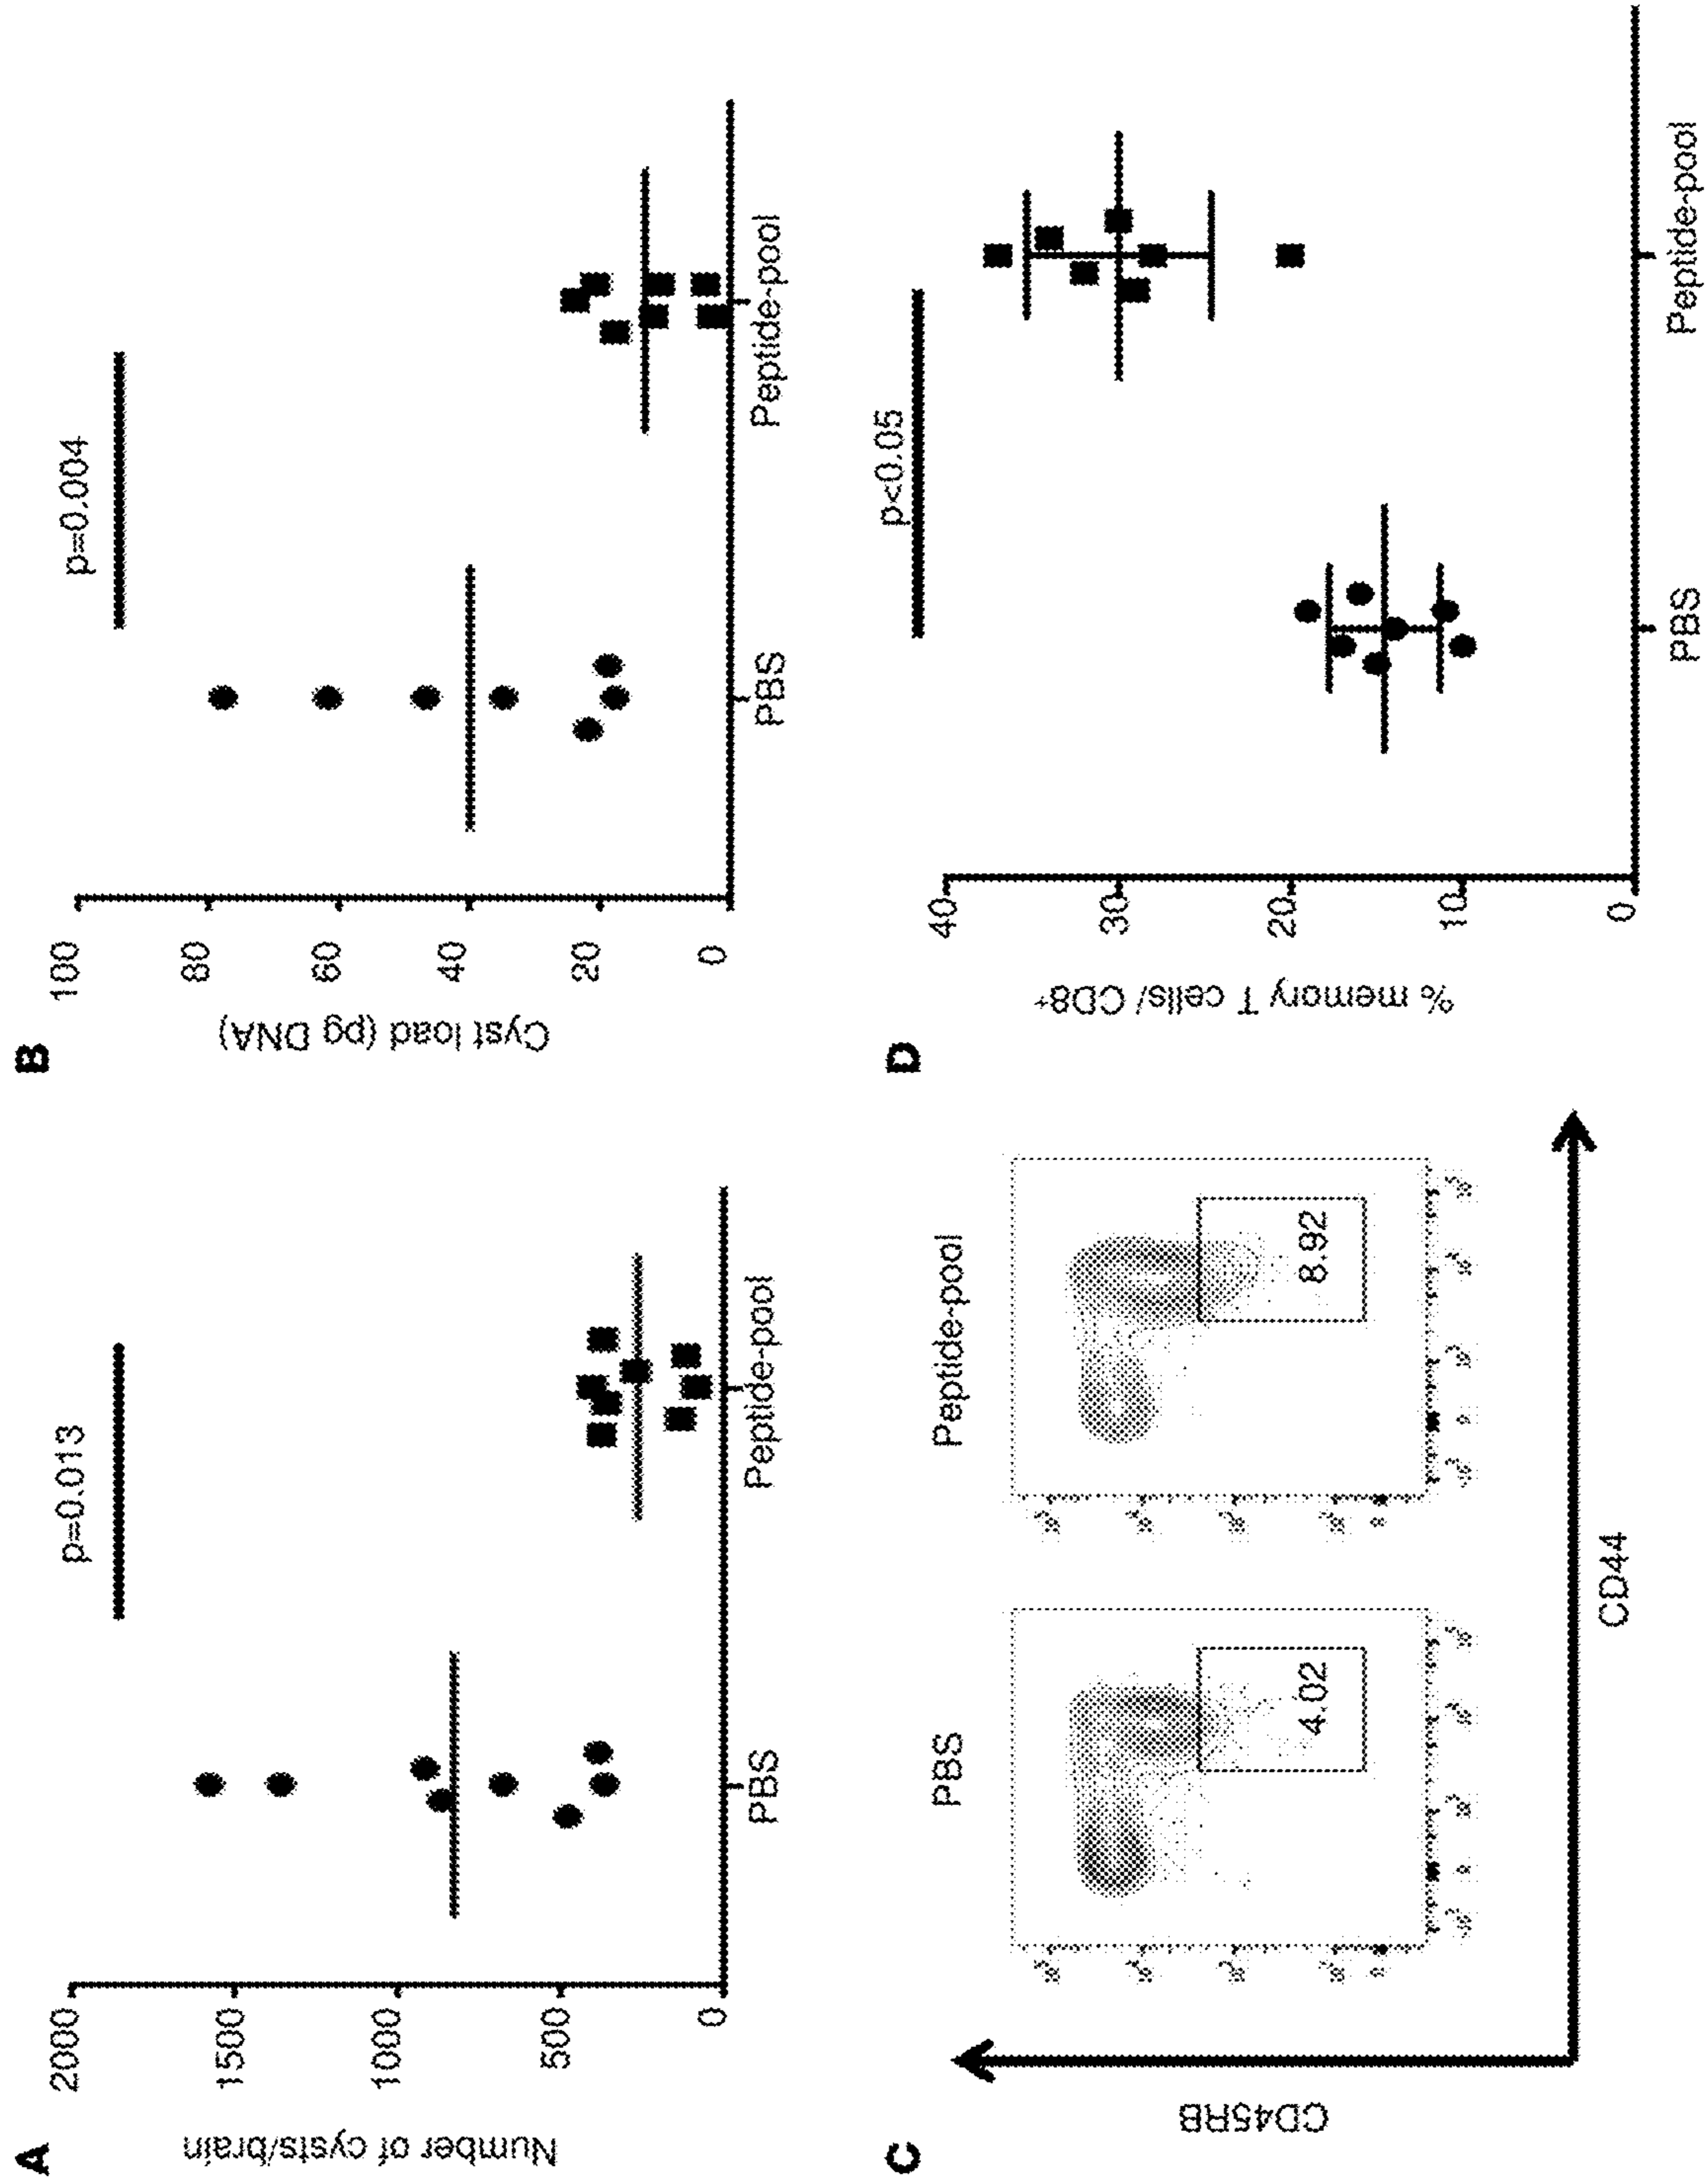 A
Number of cysts/brain
2000
1500
1000
500
0
p=0.013
PBS
Peptide-pool
B
Cyst load (pg DNA)
100
80
60
40
20
0
p=0.004
PBS
Peptide-pool
C
CD45RB
PBS
Peptide-pool
4.02
8.92
CD44
D
% memory T cells/ CD8+
40
30
20
10
0
p<0.05
PBS
Peptide-pool